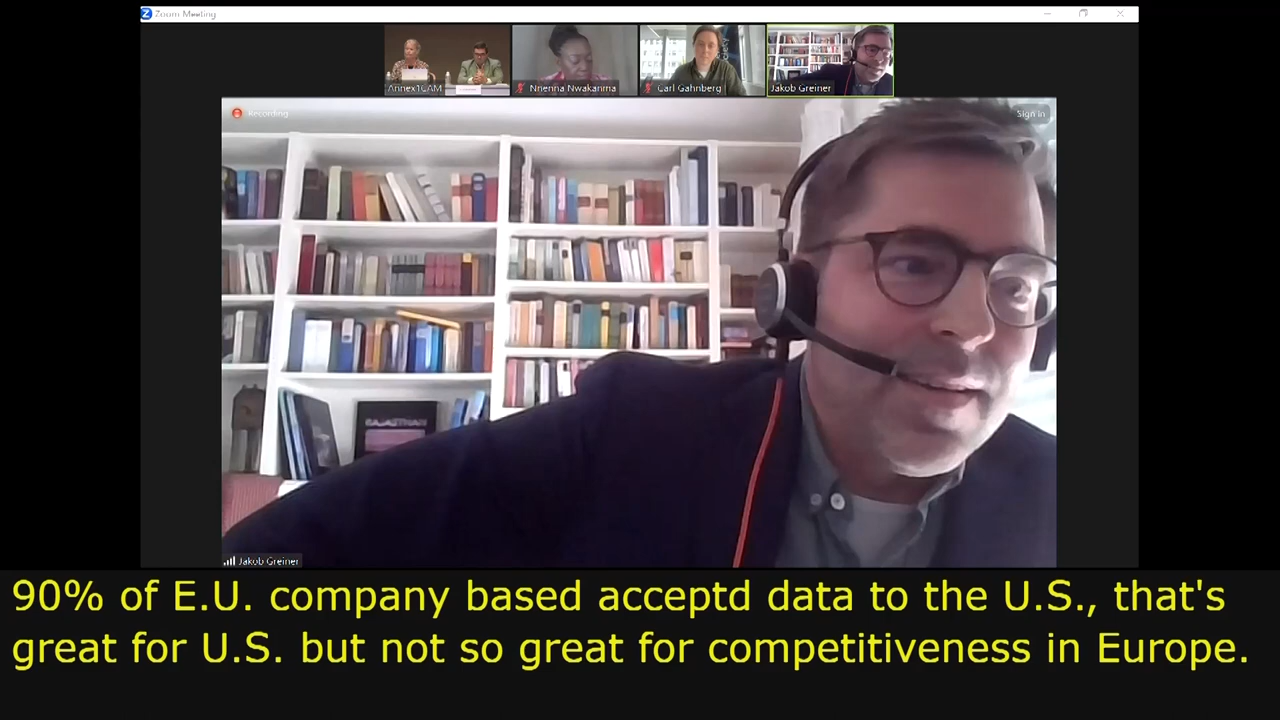 Zoom Meeting
Annex1CAM
Nnenna Nwakanma
Carl Gahnberg
Jakob Greiner
Recording
Sign in
Jakob Greiner
90% of E.U. company based acceptd data to the U.S., that's
great for U.S. but not so great for competitiveness in Europe.